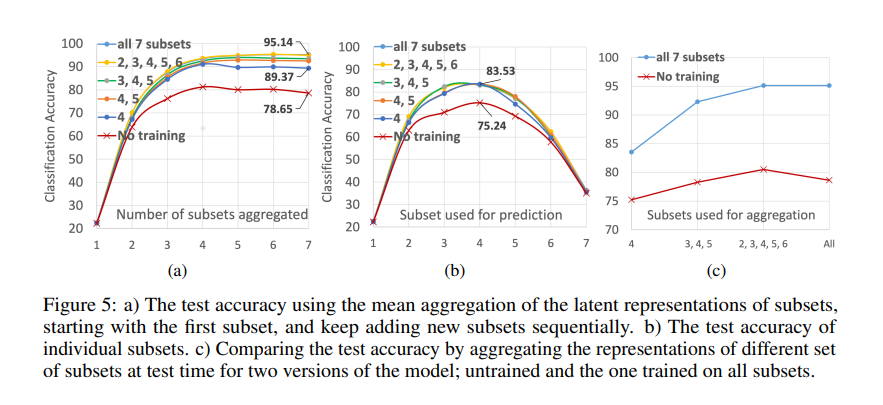 100
90
80
70
60
50
40
30
20
1 2 3 4 5 6 7
Classification Accuracy
all 7 subsets
2, 3, 4, 5, 6
3, 4, 5
4, 5
4
No training
95.14
89.37
78.65
Number of subsets aggregated
(a)
100
90
80
70
60
50
40
30
20
1 2 3 4 5 6 7
Classification Accuracy
all 7 subsets
2, 3, 4, 5, 6
3, 4, 5
4, 5
4
No training
83.53
75.24
Subset used for prediction
(b)
100
95
90
85
80
75
70
all 7 subsets
No training
Subsets used for aggregation
4 3, 4, 5 2, 3, 4, 5, 6 All
(c)
Figure 5: a) The test accuracy using the mean aggregation of the latent representations of subsets,
starting with the first subset, and keep adding new subsets sequentially. b) The test accuracy of
individual subsets. c) Comparing the test accuracy by aggregating the representations of different set
of subsets at test time for two versions of the model; untrained and the one trained on all subsets.